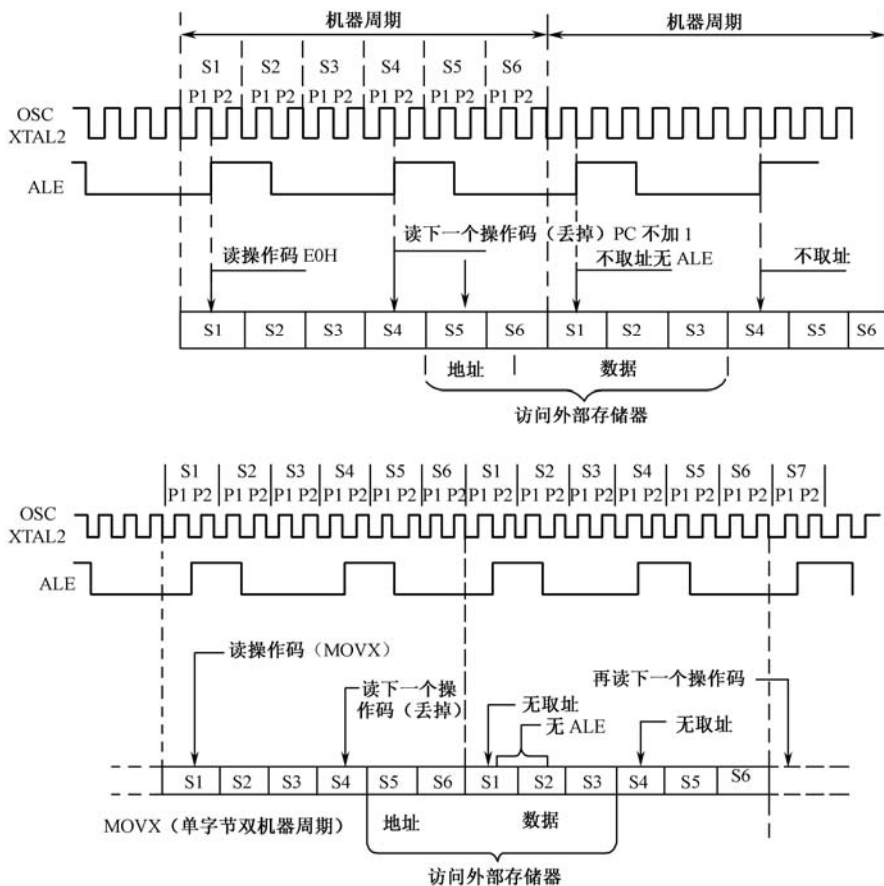 机器周期 机器周期
S1 S2 S3 S4 S5 S6
P1 P2 P1 P2 P1 P2 P1 P2 P1 P2 P1 P2
OSC
XTAL2
ALE
读下一个操作码（丢掉）PC 不加 1
读操作码 E0H 不取址无 ALE 不取址
S1 S2 S3 S4 S5 S6 S1 S2 S3 S4 S5 S6
地址 数据
访问外部存储器
S1 S2 S3 S4 S5 S6 S1 S2 S3 S4 S5 S6 S7
P1 P2 P1 P2 P1 P2 P1 P2 P1 P2 P1 P2 P1 P2 P1 P2 P1 P2 P1 P2 P1 P2 P1 P2 P1 P2
OSC
XTAL2
ALE
读操作码（MOVX） 再读下一个操作码
读下一个操
作码（丢掉） 无取址
无 ALE 无取址
S1 S2 S3 S4 S5 S6 S1 S2 S3 S4 S5 S6
MOVX（单字节双机器周期） 地址 数据
访问外部存储器